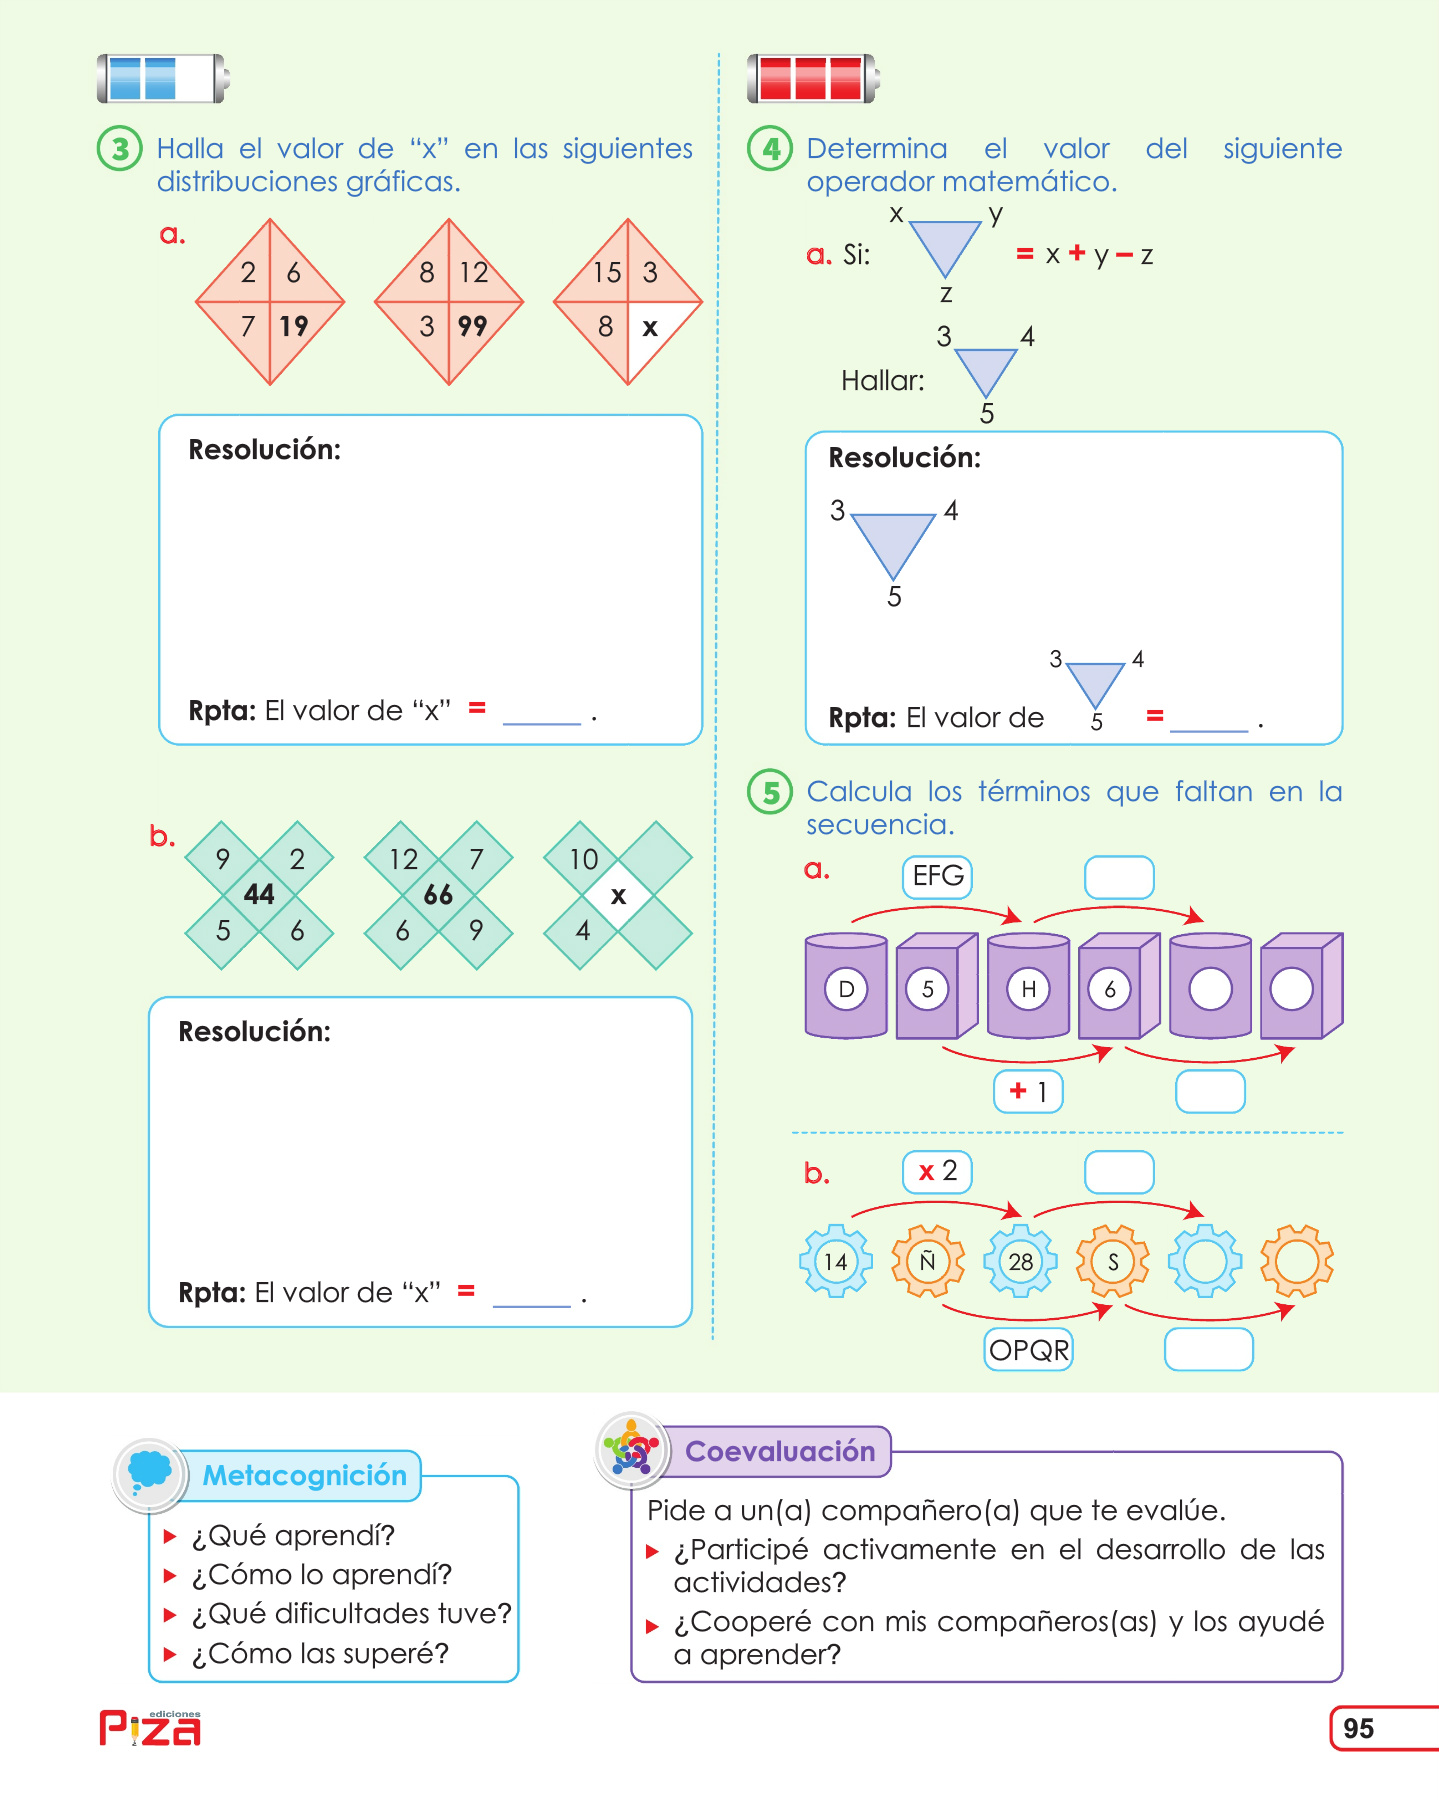 3 Halla el valor de “x” en las siguientes
distribuciones gráficas.
a.
2 6
7 19
8 12
3 99
15 3
8 x
Resolución:
Rpta: El valor de “x” = _____ .
b.
9 2
44
5 6
12 7
66
6 9
10
x
4
Resolución:
Rpta: El valor de “x” = _____ .
4 Determina el valor del siguiente
operador matemático.
x y
a. Si: = x + y – z
z
3 4
Hallar:
5
Resolución:
3 4
5
3 4
Rpta: El valor de = _____ .
5
5 Calcula los términos que faltan en la
secuencia.
a.
EFG
D 5 H 6
+ 1
b.
x 2
14 Ñ 28 S
OPQR
Metacognición
¿Qué aprendí?
¿Cómo lo aprendí?
¿Qué dificultades tuve?
¿Cómo las superé?
Coevaluación
Pide a un(a) compañero(a) que te evalúe.
¿Participé activamente en el desarrollo de las
actividades?
¿Cooperé con mis compañeros(as) y los ayudé
a aprender?
ediciones
Piza
95